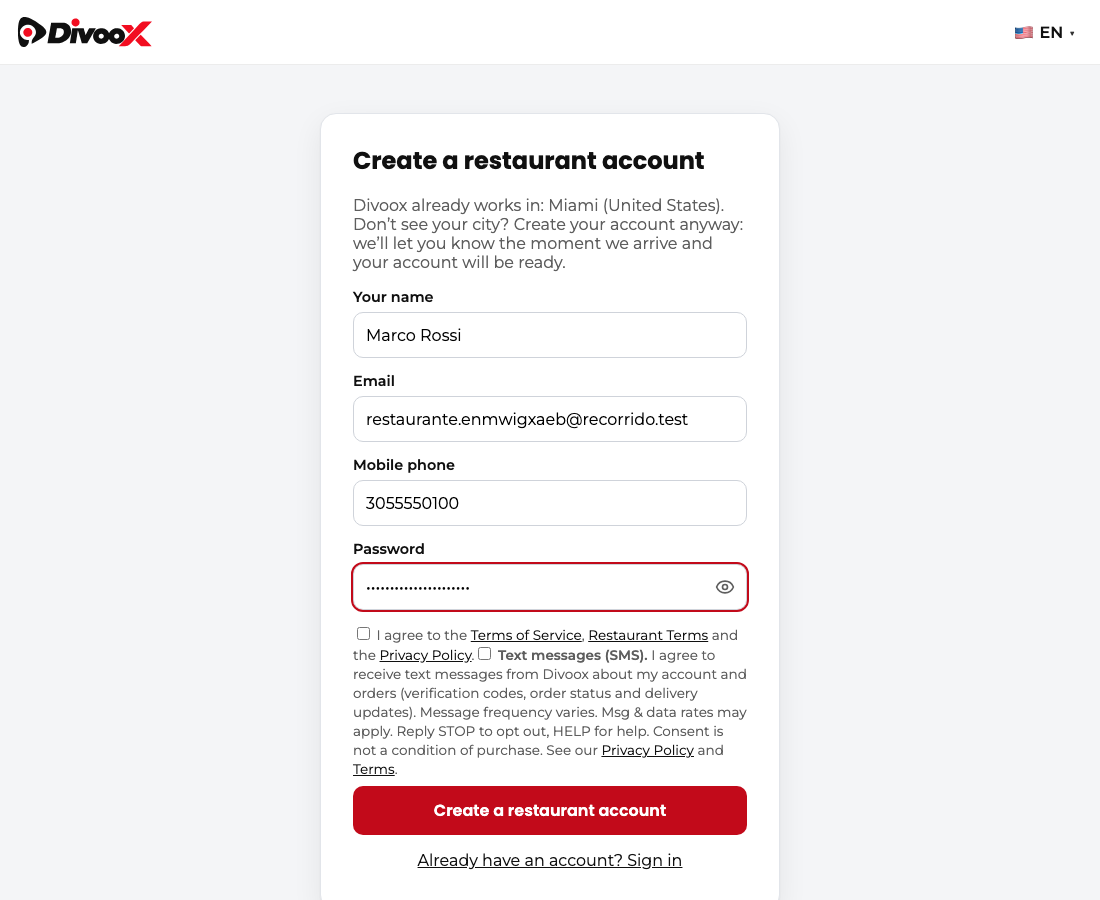 DivooX
EN
Create a restaurant account
Divoox already works in: Miami (United States).
Don’t see your city? Create your account anyway:
we’ll let you know the moment we arrive and
your account will be ready.
Your name
Marco Rossi
Email
restaurante.enmwigxaeb@recorrido.test
Mobile phone
3055550100
Password
I agree to the Terms of Service, Restaurant Terms and
the Privacy Policy. Text messages (SMS). I agree to
receive text messages from Divoox about my account and
orders (verification codes, order status and delivery
updates). Message frequency varies. Msg & data rates may
apply. Reply STOP to opt out, HELP for help. Consent is
not a condition of purchase. See our Privacy Policy and
Terms.
Create a restaurant account
Already have an account? Sign in